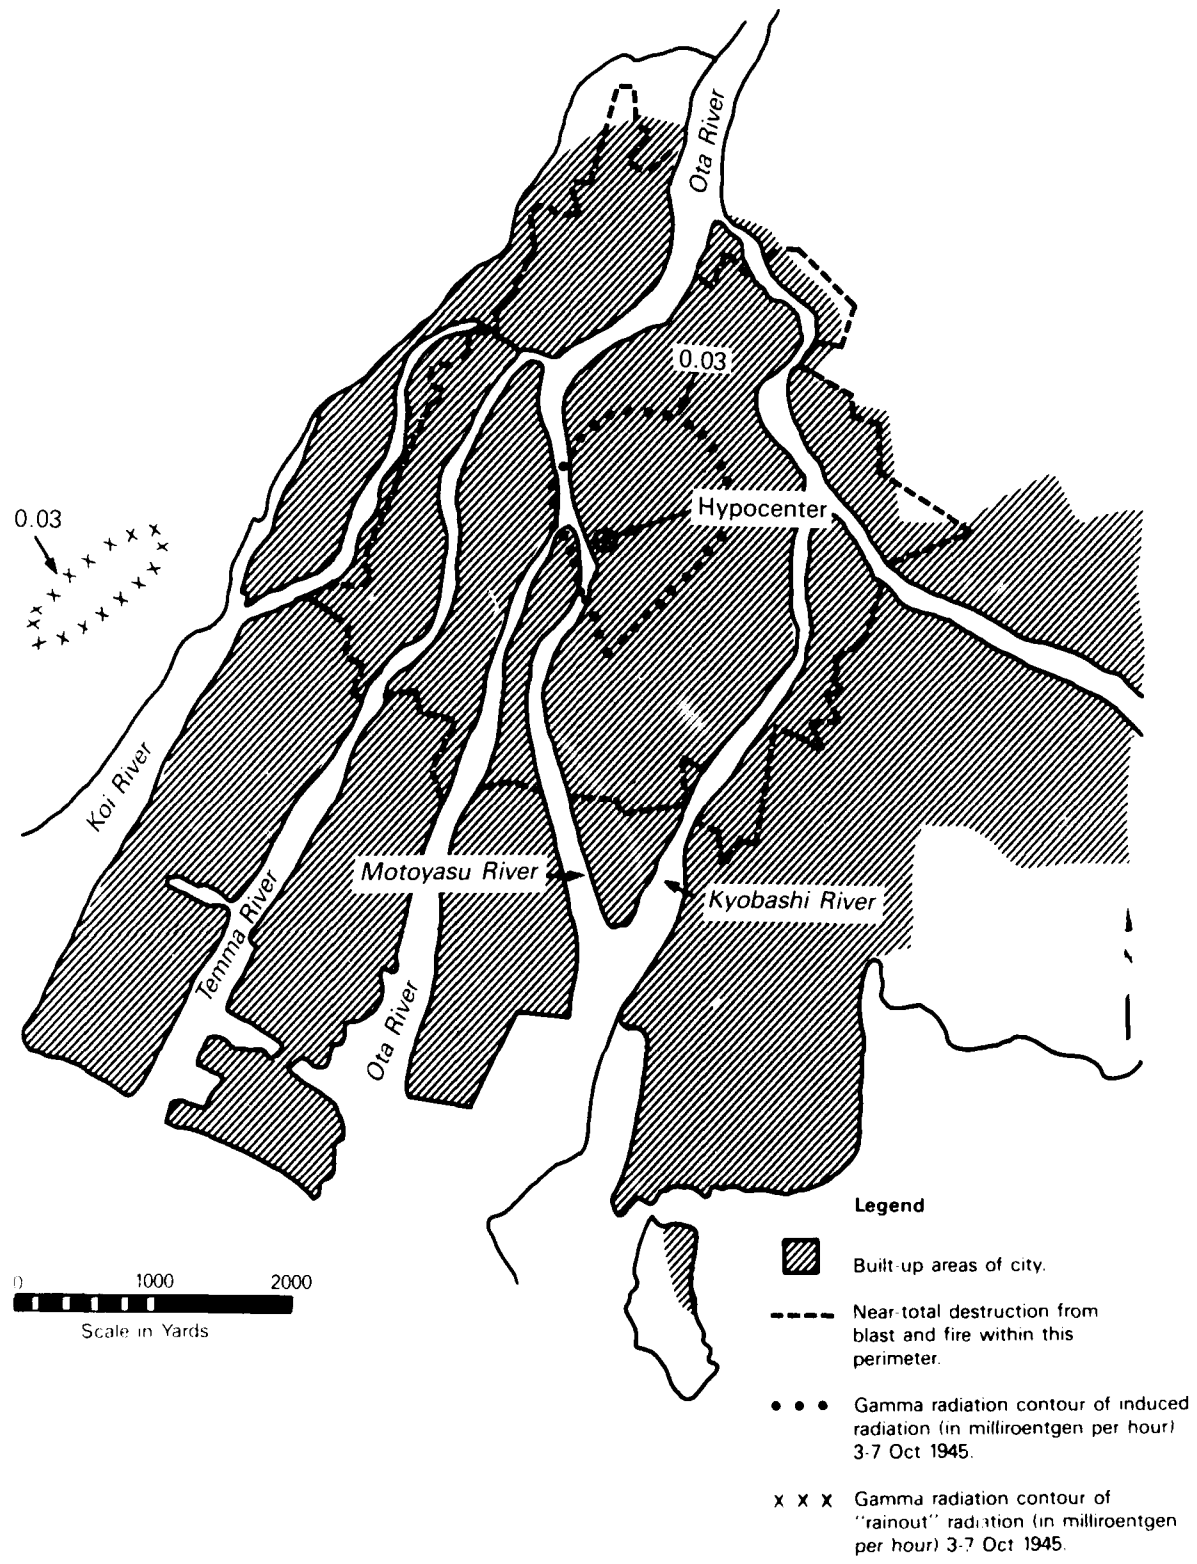 Ota River
0.03
Hypocenter
0.03
Koi River
Motoyasu River
Kyobashi River
Temma River
Ota River
Legend
Built-up areas of city.
Near-total destruction from
blast and fire within this
perimeter.
Gamma radiation contour of induced
radiation (in milliroentgen per hour)
3-7 Oct 1945.
Gamma radiation contour of
"rainout" radiation (in milliroentgen
per hour) 3-7 Oct 1945.
0 1000 2000
Scale in Yards